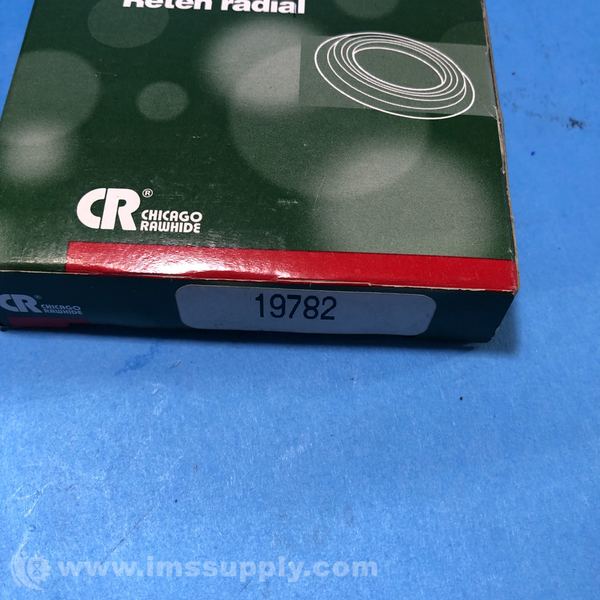 Reten radial
CR®
CHICAGO
RAWHIDE
CR®
CHICAGO
RAWHIDE
19782
www.imssupply.com